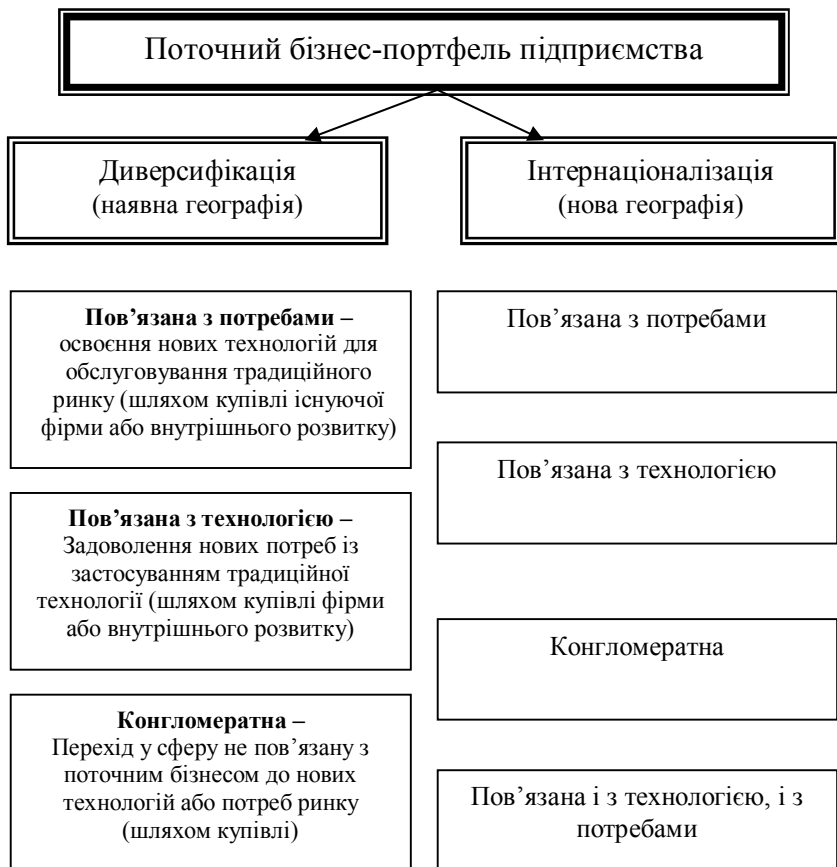 Поточний бізнес-портфель підприємства
Диверсифікація
(наявна географія)
Інтернаціоналізація
(нова географія)
Пов’язана з потребами –
освоєння нових технологій для
обслуговування традиційного
ринку (шляхом купівлі існуючої
фірми або внутрішнього розвитку)
Пов’язана з технологією –
Задоволення нових потреб із
застосуванням традиційної
технології (шляхом купівлі фірми
або внутрішнього розвитку)
Конгломератна –
Перехід у сферу не пов’язану з
поточним бізнесом до нових
технологій або потреб ринку
(шляхом купівлі)
Пов’язана з потребами
Пов’язана з технологією
Конгломератна
Пов’язана і з технологією, і з
потребами